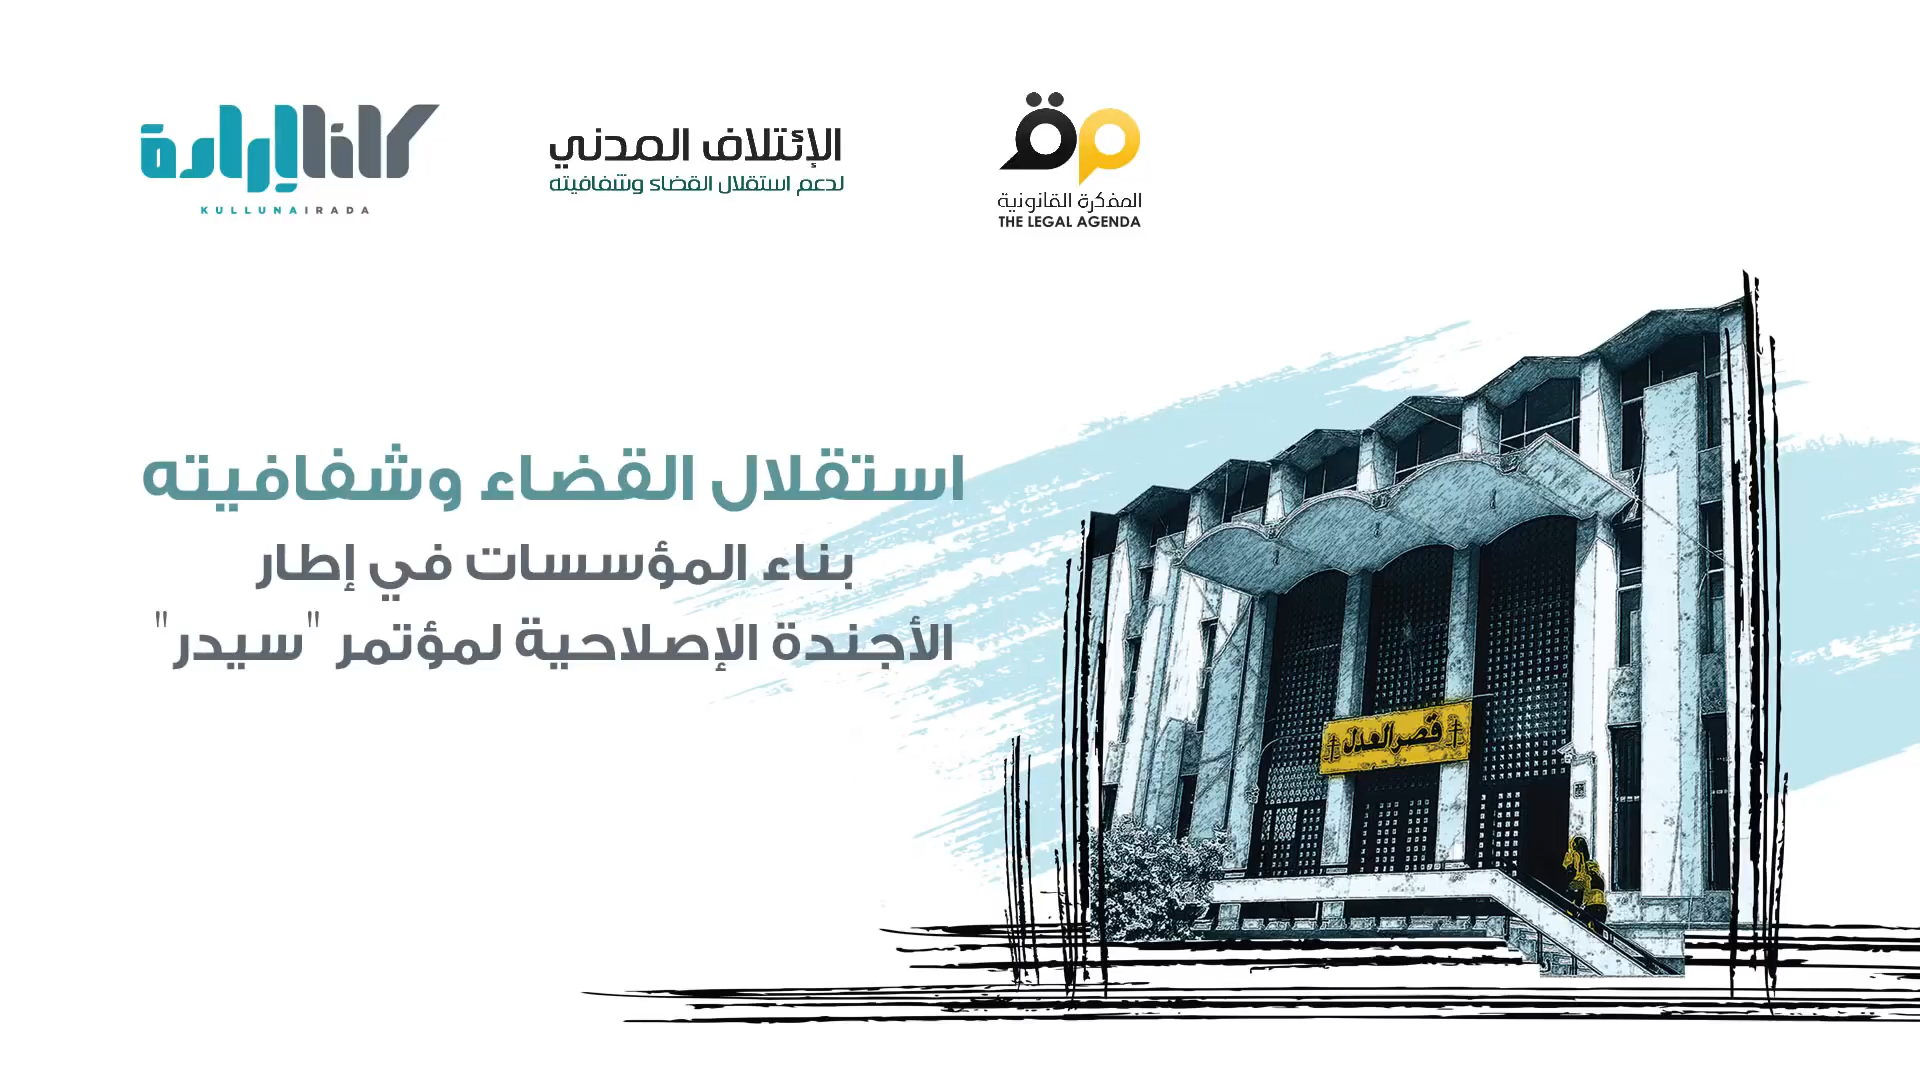 كلنا إرادة
KULLUNAIRADA
الإئتلاف المدني
لدعم استقلال القضاء وشفافيته
المفكرة القانونية
THE LEGAL AGENDA
استقلال القضاء وشفافيته
بناء المؤسسات في إطار
الأجندة الإصلاحية لمؤتمر "سيدر"
قصر العدل